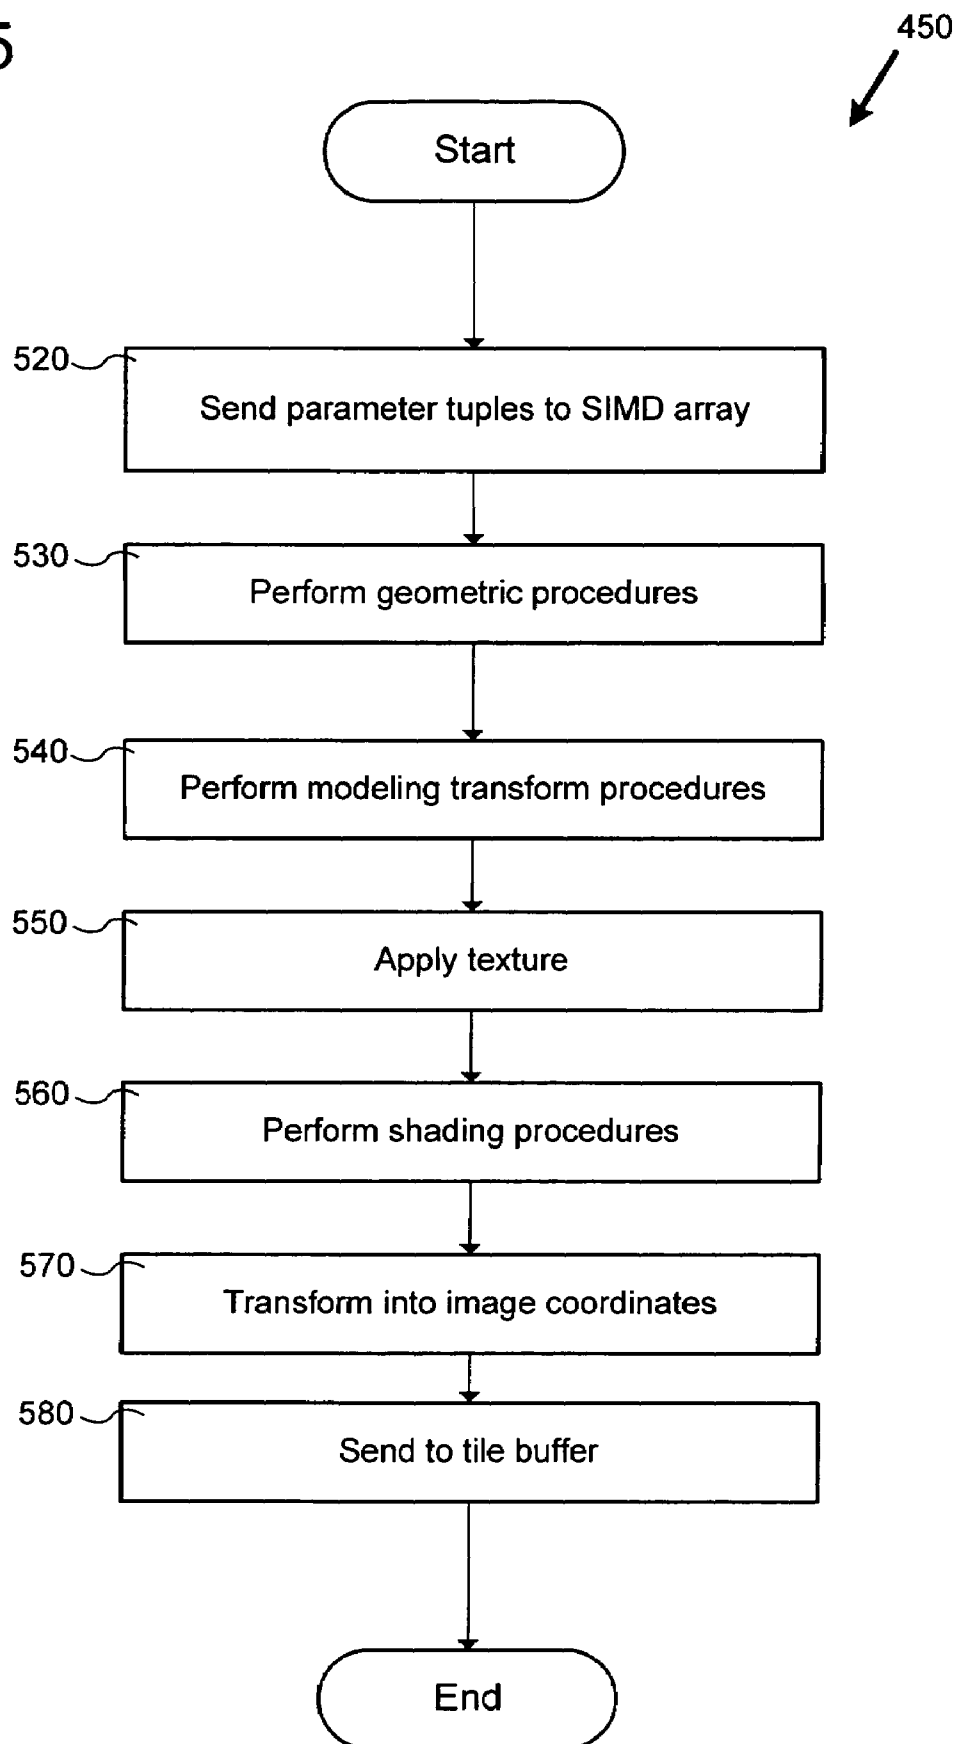 5
450
Start
520
Send parameter tuples to SIMD array
530
Perform geometric procedures
540
Perform modeling transform procedures
550
Apply texture
560
Perform shading procedures
570
Transform into image coordinates
580
Send to tile buffer
End